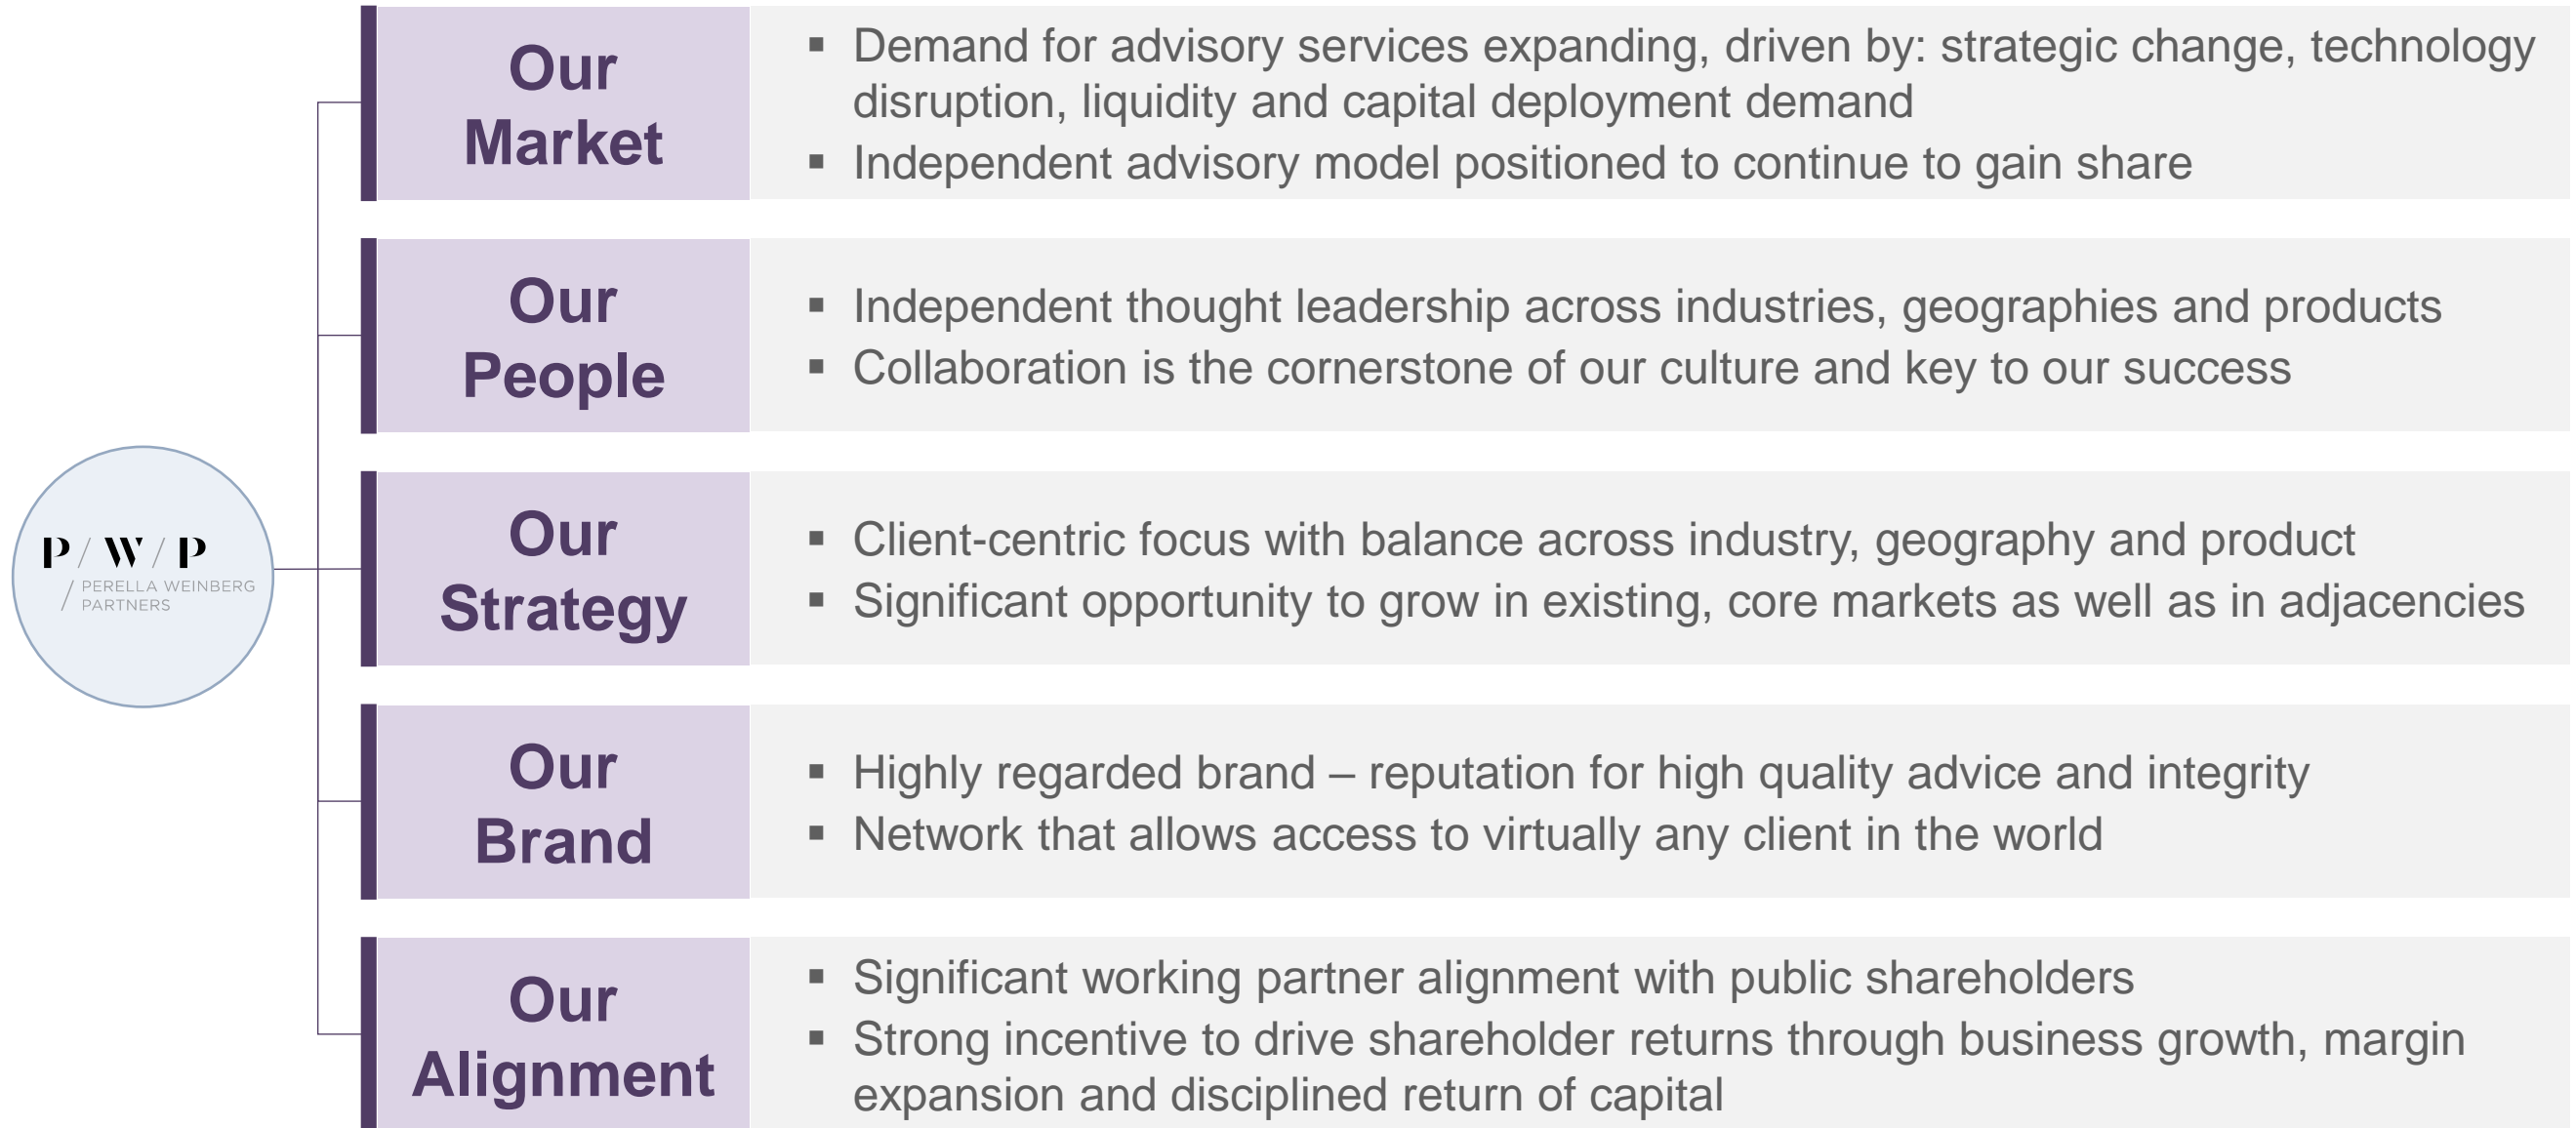 Our
Market
▪ Demand for advisory services expanding, driven by: strategic change, technology
disruption, liquidity and capital deployment demand
▪ Independent advisory model positioned to continue to gain share
Our
People
▪ Independent thought leadership across industries, geographies and products
▪ Collaboration is the cornerstone of our culture and key to our success
P / W / P
/ PERELLA WEINBERG
PARTNERS
Our
Strategy
▪ Client-centric focus with balance across industry, geography and product
▪ Significant opportunity to grow in existing, core markets as well as in adjacencies
Our
Brand
▪ Highly regarded brand – reputation for high quality advice and integrity
▪ Network that allows access to virtually any client in the world
Our
Alignment
▪ Significant working partner alignment with public shareholders
▪ Strong incentive to drive shareholder returns through business growth, margin
expansion and disciplined return of capital